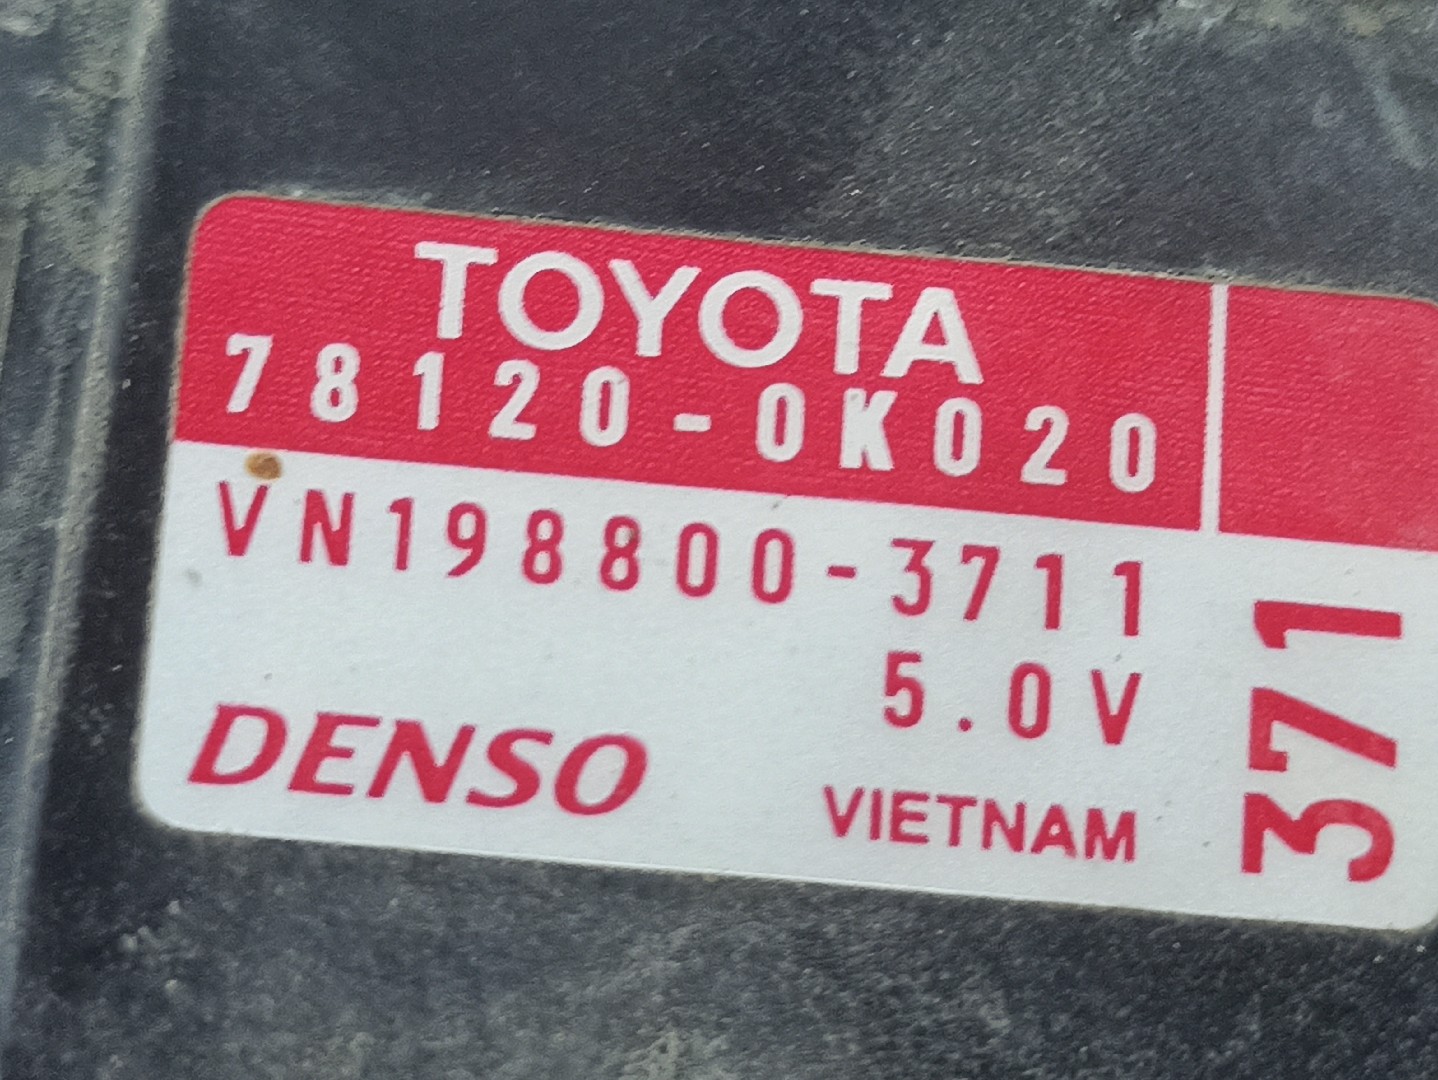 TOYOTA
78120-0K020
VN198800-3711
5.0V
DENSO
VIETNAM
371